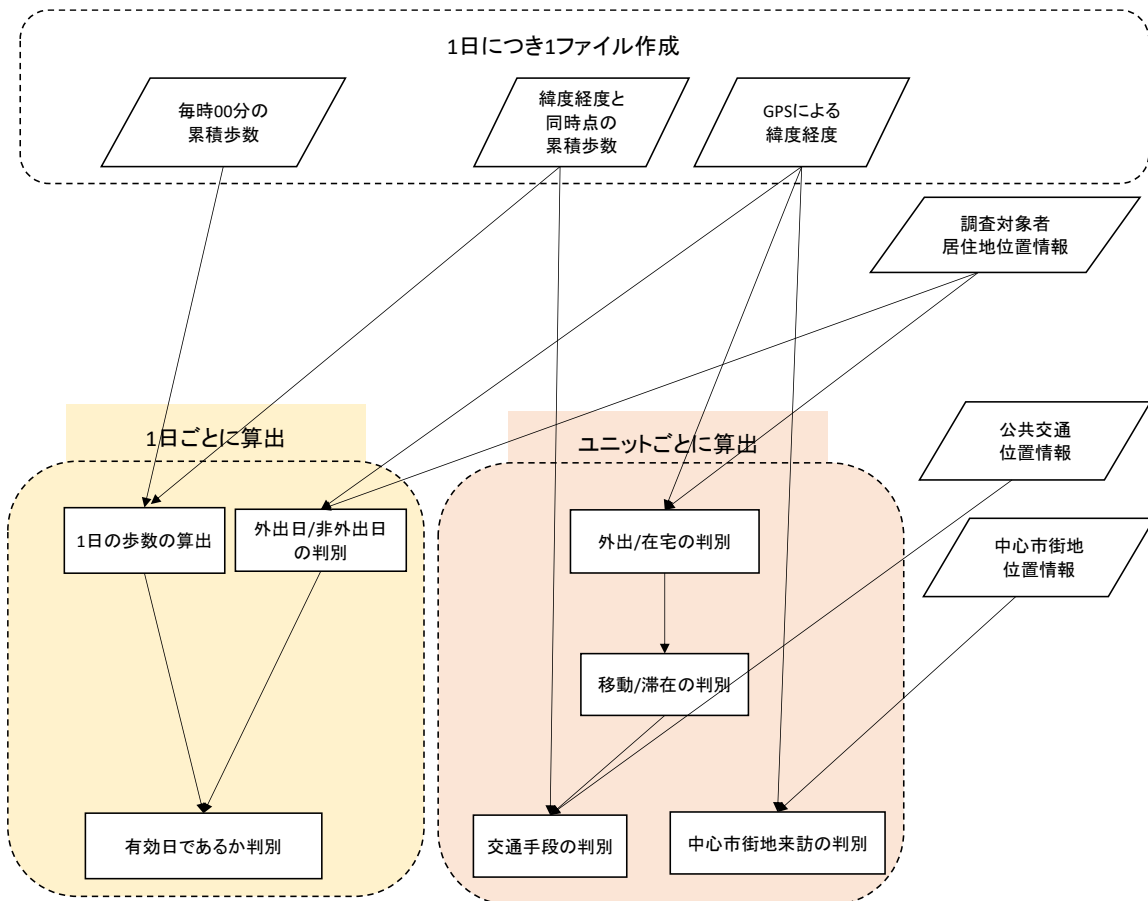 1日につき1ファイル作成
毎時00分の
累積歩数
緯度経度と
同時点の
累積歩数
GPSによる
緯度経度
調査対象者
居住地位置情報
1日ごとに算出
ユニットごとに算出
公共交通
位置情報
1日の歩数の算出
外出日/非外出日
の判別
外出/在宅の判別
中心市街地
位置情報
移動/滞在の判別
有効日であるか判別
交通手段の判別
中心市街地来訪の判別